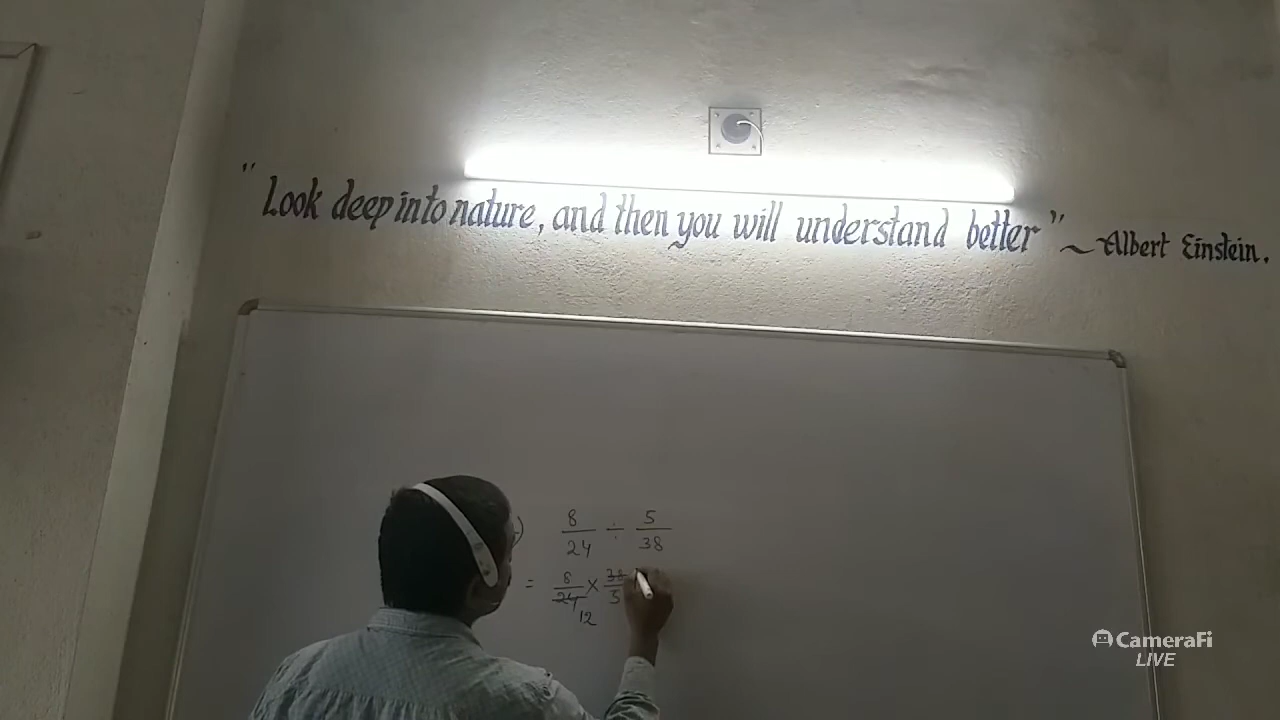 "Look deep into nature, and then you will understand better" ~ Albert Einstein.
)
8/24 ÷ 5/38
= 8/24 × 38/5
12
CameraFi
LIVE